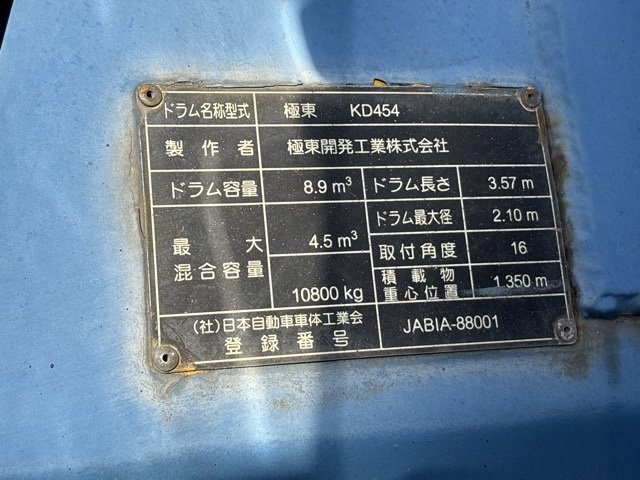 ドラム名称型式 極東 KD454
製作者 極東開発工業株式会社
ドラム容量 8.9 m³ ドラム長さ 3.57 m
最大混合容量 4.5 m³ ドラム最大径 2.10 m
取付角度 16
10800 kg 積載物重心位置 1.350 m
(社)日本自動車車体工業会
登録番号 JABIA-88001